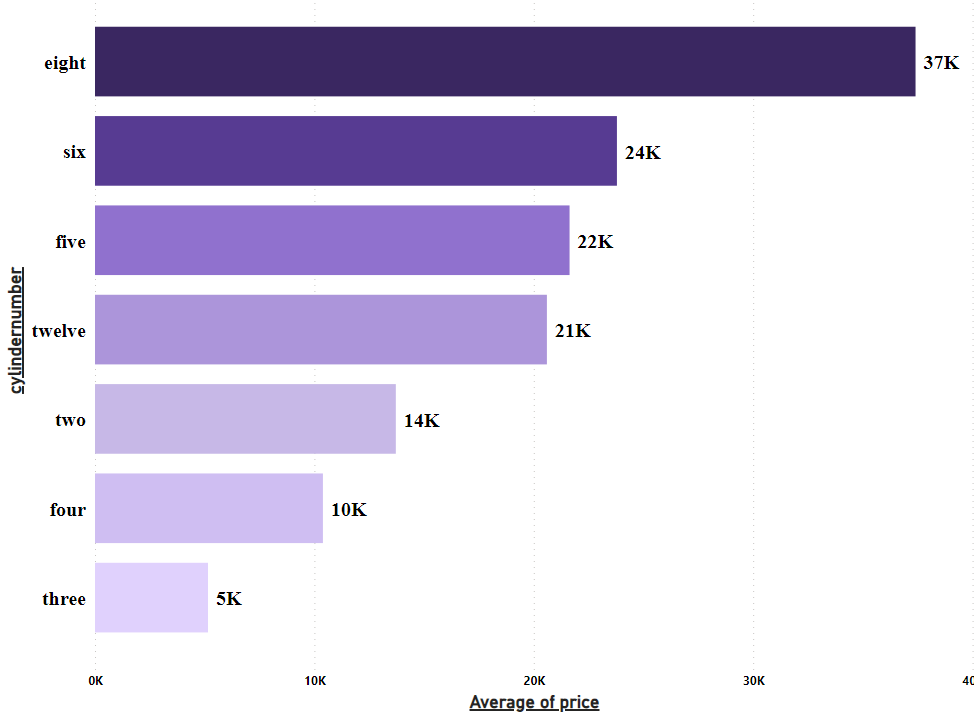 eight 37K
six 24K
five 22K
cylindernumber
twelve 21K
two 14K
four 10K
three 5K
0K 10K 20K 30K 40
Average of price